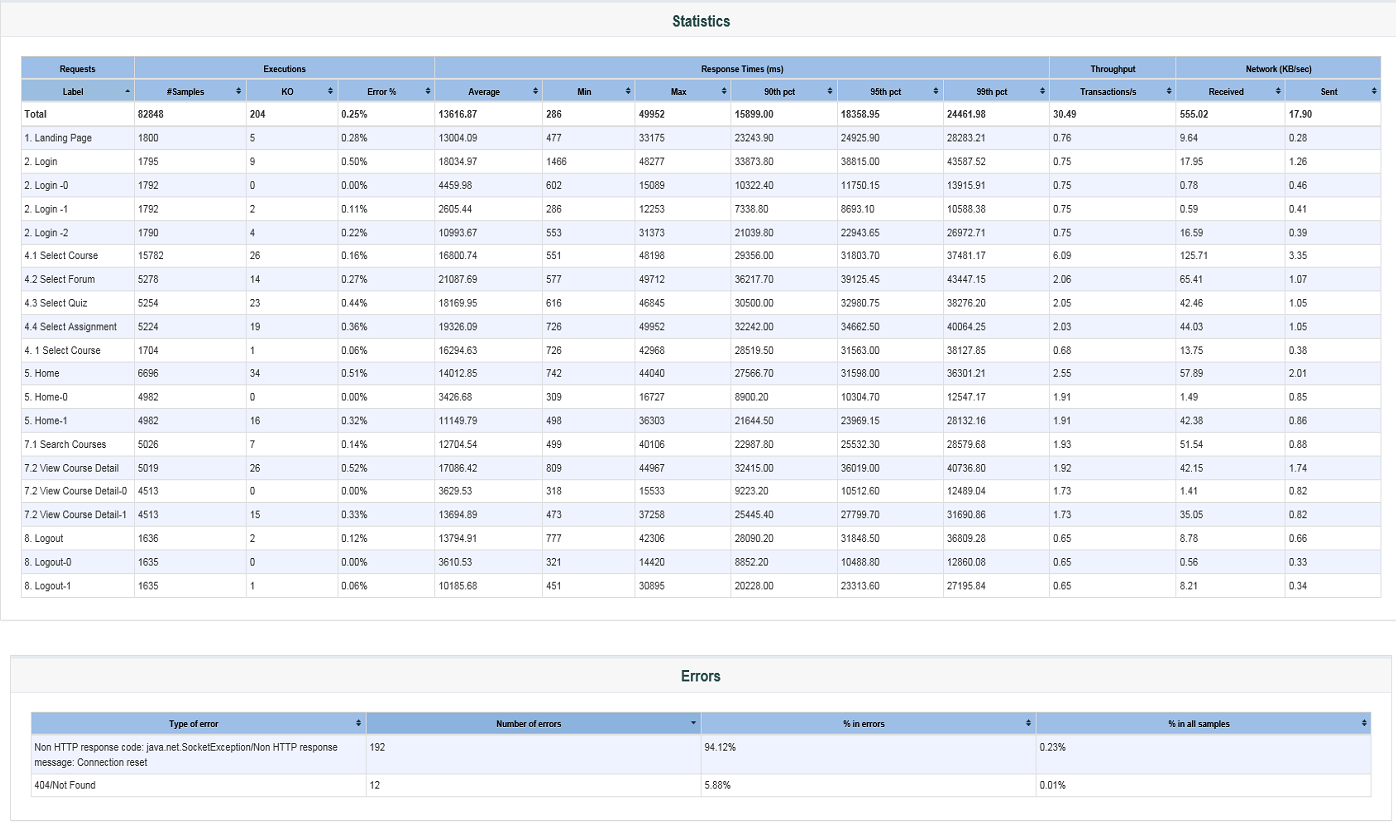 Statistics
Requests Executions Response Times (ms) Throughput Network (KB/sec)
Label #Samples KO Error % Average Min Max 90th pct 95th pct 99th pct Transactions/s Received Sent
Total 82848 204 0.25% 13616.87 286 49952 15899.00 18358.95 24461.98 30.49 555.02 17.90
1. Landing Page 1800 5 0.28% 13004.09 477 33175 23243.90 24925.90 28283.21 0.76 9.64 0.28
2. Login 1795 9 0.50% 18034.97 1466 48277 33873.80 38815.00 43587.52 0.75 17.95 1.26
2. Login -0 1792 0 0.00% 4459.98 602 15089 10322.40 11750.15 13915.91 0.75 0.78 0.46
2. Login -1 1792 2 0.11% 2605.44 286 12253 7338.80 8693.10 10588.38 0.75 0.59 0.41
2. Login -2 1790 4 0.22% 10993.67 553 31373 21039.80 22943.65 26972.71 0.75 16.59 0.39
4.1 Select Course 15782 26 0.16% 16800.74 551 48198 29356.00 31803.70 37481.17 6.09 125.71 3.35
4.2 Select Forum 5278 14 0.27% 21087.69 577 49712 36217.70 39125.45 43447.15 2.06 65.41 1.07
4.3 Select Quiz 5254 23 0.44% 18169.95 616 46845 30500.00 32980.75 38276.20 2.05 42.46 1.05
4.4 Select Assignment 5224 19 0.36% 19326.09 726 49952 32242.00 34662.50 40064.25 2.03 44.03 1.05
4. 1 Select Course 1704 1 0.06% 16294.63 726 42968 28519.50 31563.00 38127.85 0.68 13.75 0.38
5. Home 6696 34 0.51% 14012.85 742 44040 27566.70 31598.00 36301.21 2.55 57.89 2.01
5. Home-0 4982 0 0.00% 3426.68 309 16727 8900.20 10304.70 12547.17 1.91 1.49 0.85
5. Home-1 4982 16 0.32% 11149.79 498 36303 21644.50 23969.15 28132.16 1.91 42.38 0.86
7.1 Search Courses 5026 7 0.14% 12704.54 499 40106 22987.80 25532.30 28579.68 1.93 51.54 0.88
7.2 View Course Detail 5019 26 0.52% 17086.42 809 44967 32415.00 36019.00 40736.80 1.92 42.15 1.74
7.2 View Course Detail-0 4513 0 0.00% 3629.53 318 15533 9223.20 10512.60 12489.04 1.73 1.41 0.82
7.2 View Course Detail-1 4513 15 0.33% 13694.89 473 37258 25445.40 27799.70 31690.86 1.73 35.05 0.82
8. Logout 1636 2 0.12% 13794.91 777 42306 28090.20 31848.50 36809.28 0.65 8.78 0.66
8. Logout-0 1635 0 0.00% 3610.53 321 14420 8852.20 10488.80 12860.08 0.65 0.56 0.33
8. Logout-1 1635 1 0.06% 10185.68 451 30895 20228.00 23313.60 27195.84 0.65 8.21 0.34
Errors
Type of error Number of errors % in errors % in all samples
Non HTTP response code: java.net.SocketException/Non HTTP response 192 94.12% 0.23%
message: Connection reset
404/Not Found 12 5.88% 0.01%